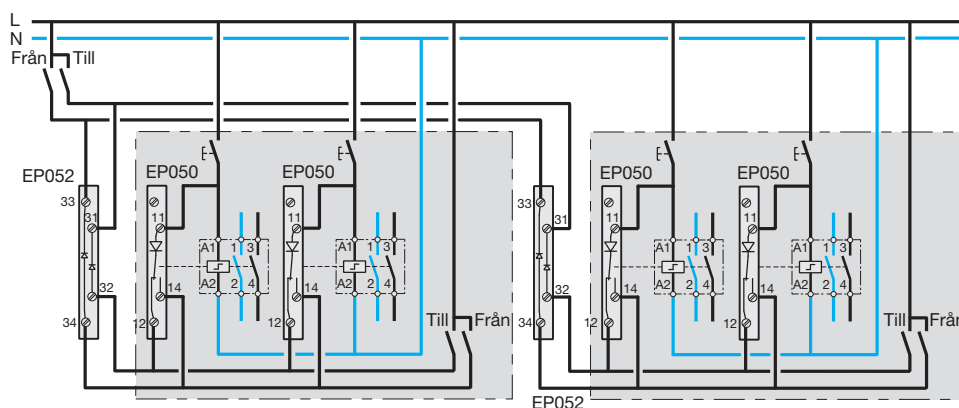 L
N
Från Till
EP052 EP050 EP050 EP050 EP050
33 33
31 11 11 31 11 11
A1 1 3 A1 1 3 A1 1 3 A1 1 3
A2 2 4 A2 2 4 A2 2 4 A2 2 4
32 14 14 32 14 14
34 12 12 Till Från 34 12 12 Till Från
EP052